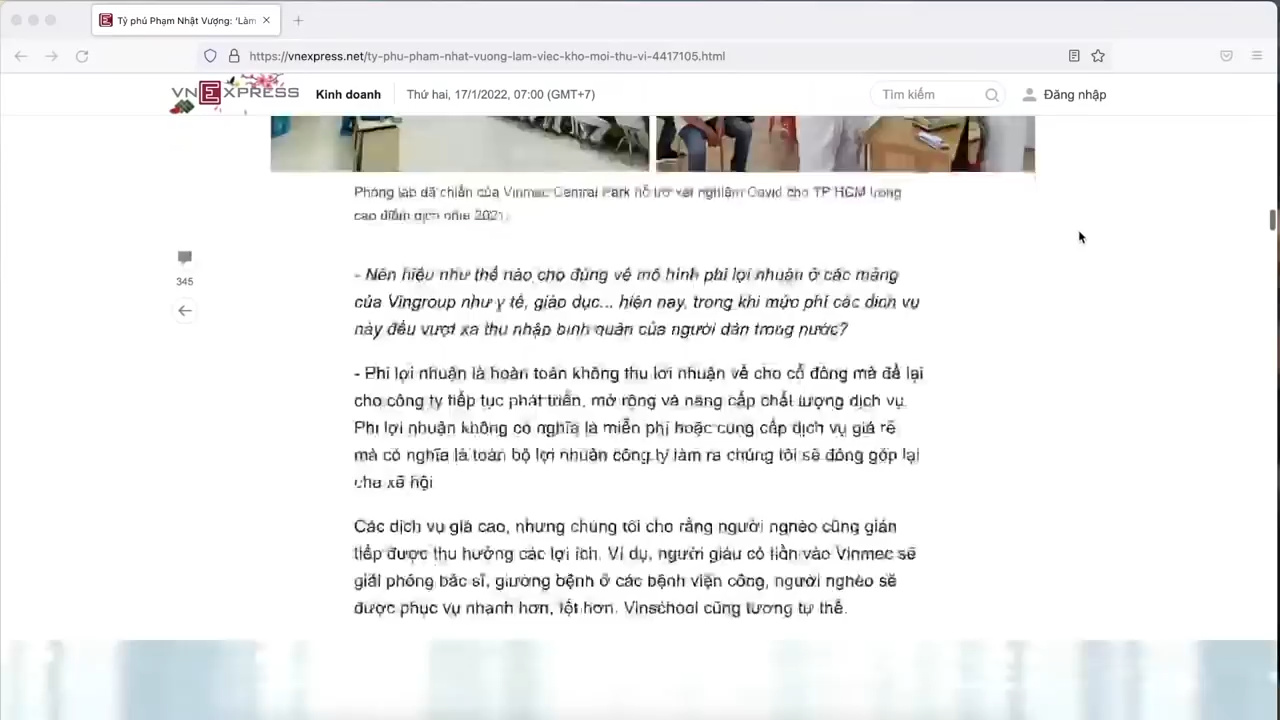 Tỷ phú Phạm Nhật Vượng: 'Làm
https://vnexpress.net/ty-phu-pham-nhat-vuong-lam-viec-kho-moi-thu-vi-4417105.html
VNEXPRESS Kinh doanh Thứ hai, 17/1/2022, 07:00 (GMT+7) Tìm kiếm Đăng nhập
Phòng lab dã chiến của Vinmec Central Park hỗ trợ xét nghiệm Covid cho TP HCM trong
cao điểm dịch năm 2021.
345
- Nên hiểu như thế nào cho đúng về mô hình phi lợi nhuận ở các mảng
của Vingroup như y tế, giáo dục... hiện nay, trong khi mức phí các dịch vụ
này đều vượt xa thu nhập bình quân của người dân trong nước?
- Phi lợi nhuận là hoàn toàn không thu lợi nhuận về cho cổ đông mà để lại
cho công ty tiếp tục phát triển, mở rộng và nâng cấp chất lượng dịch vụ.
Phi lợi nhuận không có nghĩa là miễn phí hoặc cung cấp dịch vụ giá rẻ
mà có nghĩa là toàn bộ lợi nhuận công ty làm ra chúng tôi sẽ đóng góp lại
cho xã hội.
Các dịch vụ giá cao, nhưng chúng tôi cho rằng người nghèo cũng gián
tiếp được thu hưởng các lợi ích. Ví dụ, người giàu có tiền vào Vinmec sẽ
giải phóng bác sĩ, giường bệnh ở các bệnh viện công, người nghèo sẽ
được phục vụ nhanh hơn, tốt hơn. Vinschool cũng tương tự thế.